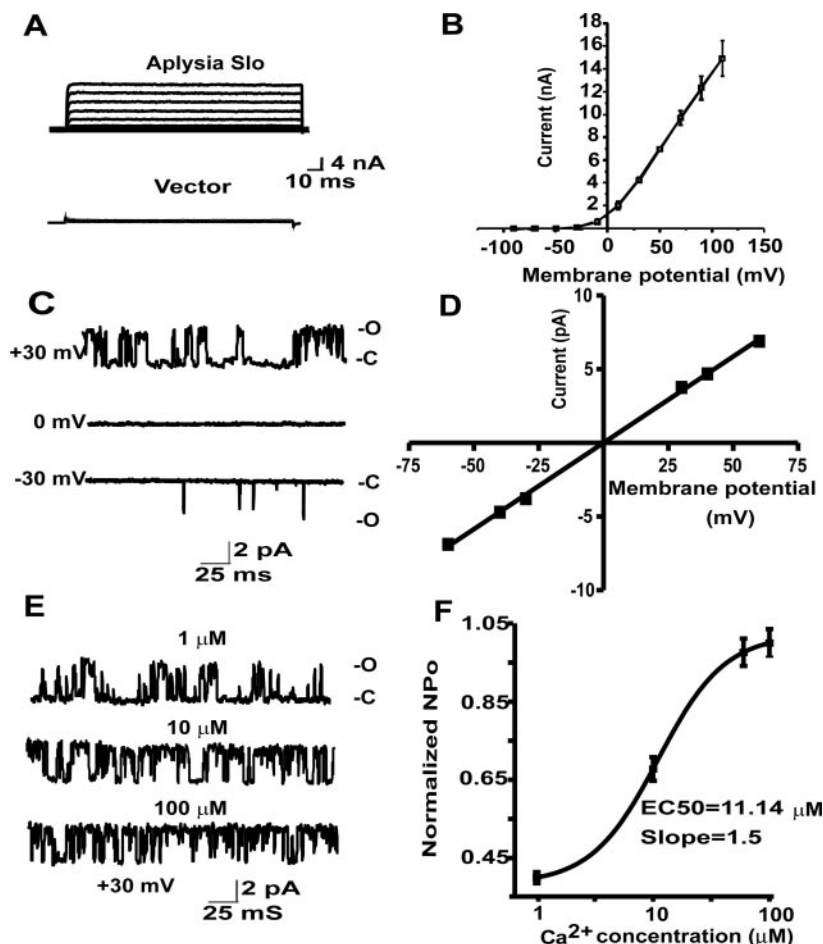 A
Aplysia Slo
4 nA
10 ms
Vector
B
Current (nA)
18
16
14
12
10
8
6
4
2
-100
-50
0
50
100
150
Membrane potential (mV)
C
+30 mV
-O
-C
0 mV
-30 mV
-C
-O
2 pA
25 ms
D
Current (pA)
10
5
-75
-50
-25
0
25
50
75
Membrane potential
(mV)
-5
-10
E
1 μM
-O
-C
10 μM
100 μM
+30 mV
2 pA
25 mS
F
Normalized NPo
1.05
0.85
0.65
0.45
EC50=11.14 μM
Slope=1.5
1
10
100
Ca2+ concentration (μM)